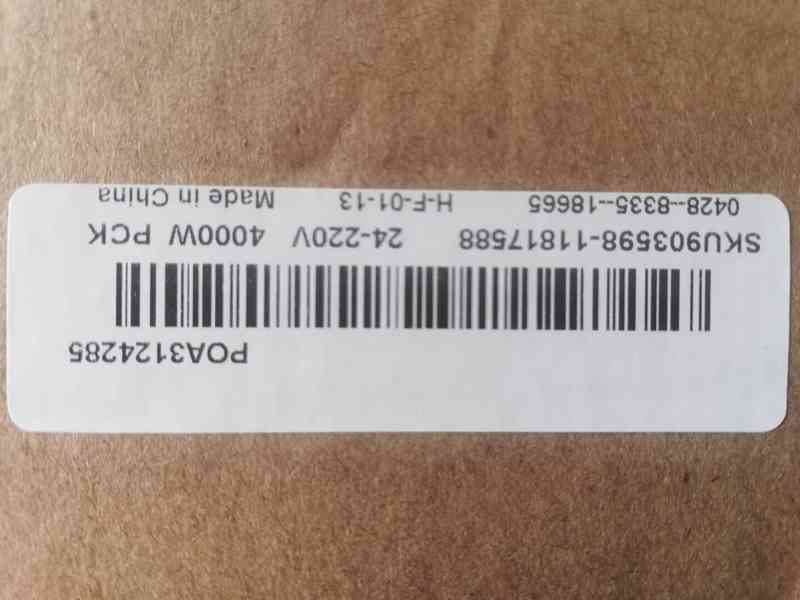 POA3124285
SKU903598-11817588 24-220V 4000W PCK
0428--8335--18665 H-F-01-13 Made in China